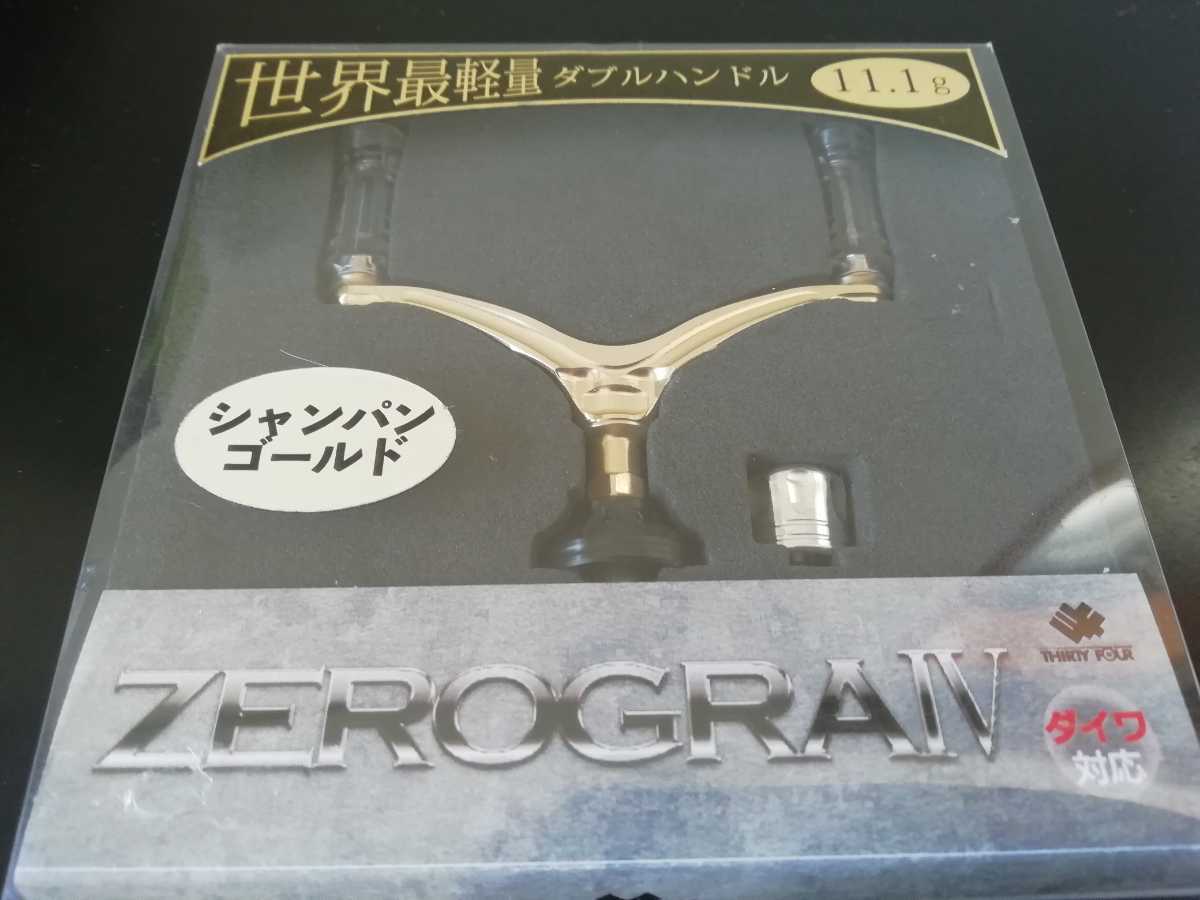 世界最軽量 ダブルハンドル 11.1g
シャンパン
ゴールド
THIRTY FOUR
ZEROGRAIV
ダイワ
対応